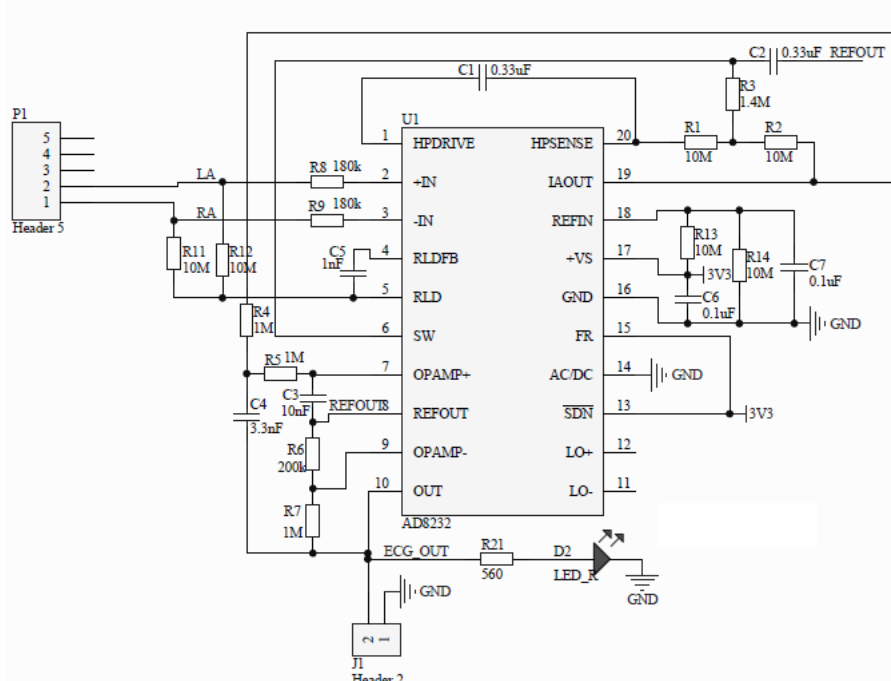 C2 0.33uF REFOUT
C1 0.33uF
R3
1.4M
P1
U1
5
4
3
2
1
Header 5
1 HPDRIVE HPSENSE 20
R1
10M
R2
10M
LA
R8 180k
2 +IN IAOUT 19
RA
R9 180k
3 -IN REFIN 18
R11
10M
R12
10M
C5
1nF
4 RLDFB +VS 17
R13
10M
3V3
R14
10M
C7
0.1uF
5 RLD GND 16
C6
0.1uF
GND
R4
1M
6 SW FR 15
R5 1M
7 OPAMP+ AC/DC 14
GND
C3
10nF
C4
3.3nF
REFOUT 8 REFOUT SDN 13
3V3
R6
200k
9 OPAMP- LO+ 12
10 OUT LO- 11
R7
1M
AD8232
ECG_OUT
R21
560
D2
LED_R
GND
GND
2 1
J1
Header 2